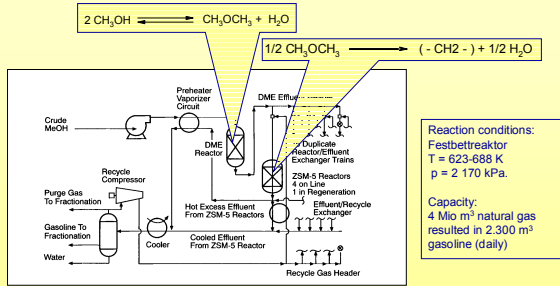 2 CH3OH ⇌ CH3OCH3 + H2O
1/2 CH3OCH3 → ( - CH2 - ) + 1/2 H2O
Preheater
Vaporizer
Circuit
DME Effluent
Crude
MeOH
DME
Reactor
Duplicate
Reactor/Effluent
Exchanger Trains
ZSM-5 Reactors
4 on Line
1 in Regeneration
Recycle
Compressor
Purge Gas
To Fractionation
Hot Excess Effluent
From ZSM-5 Reactors
Effluent/Recycle
Exchanger
Gasoline To
Fractionation
Cooler
Cooled Effluent
From ZSM-5 Reactor
Water
Recycle Gas Header
Reaction conditions:
Festbettreaktor
T = 623-688 K
p = 2 170 kPa.
Capacity:
4 Mio m³ natural gas
resulted in 2.300 m³
gasoline (daily)